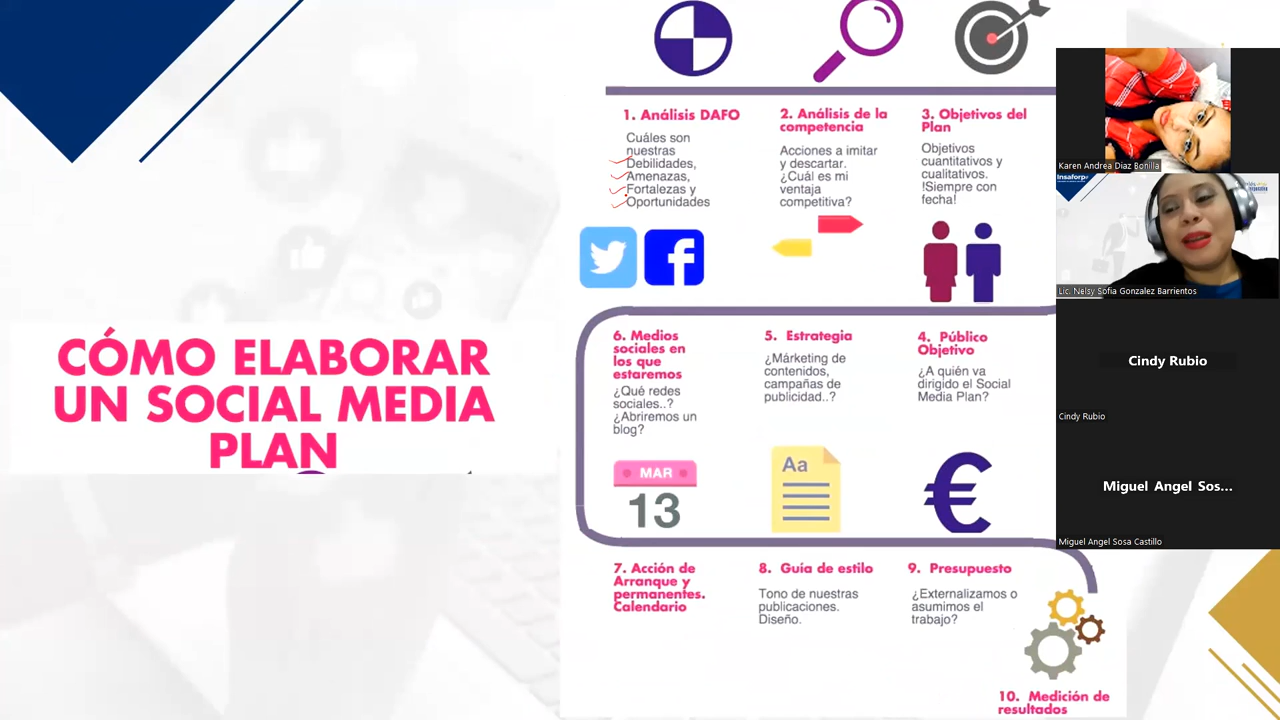 CÓMO ELABORAR
UN SOCIAL MEDIA
PLAN
1. Análisis DAFO
Cuáles son
nuestras
Debilidades,
Amenazas,
Fortalezas y
Oportunidades
2. Análisis de la
competencia
Acciones a imitar
y descartar.
¿Cuál es mi
ventaja
competitiva?
3. Objetivos del
Plan
Objetivos
cuantitativos y
cualitativos.
!Siempre con
fecha!
6. Medios
sociales en
los que
estaremos
¿Qué redes
sociales..?
¿Abriremos un
blog?
5. Estrategia
¿Márketing de
contenidos,
campañas de
publicidad..?
4. Público
Objetivo
¿A quién va
dirigido el Social
Media Plan?
MAR
13
Aa
7. Acción de
Arranque y
permanentes.
Calendario
8. Guía de estilo
Tono de nuestras
publicaciones.
Diseño.
9. Presupuesto
¿Externalizamos o
asumimos el
trabajo?
10. Medición de
resultados
Karen Andrea Diaz Bonilla
Insaforp
Lic. Nelsy Sofia Gonzalez Barrientos
Cindy Rubio
Cindy Rubio
Miguel Angel Sos...
Miguel Angel Sosa Castillo